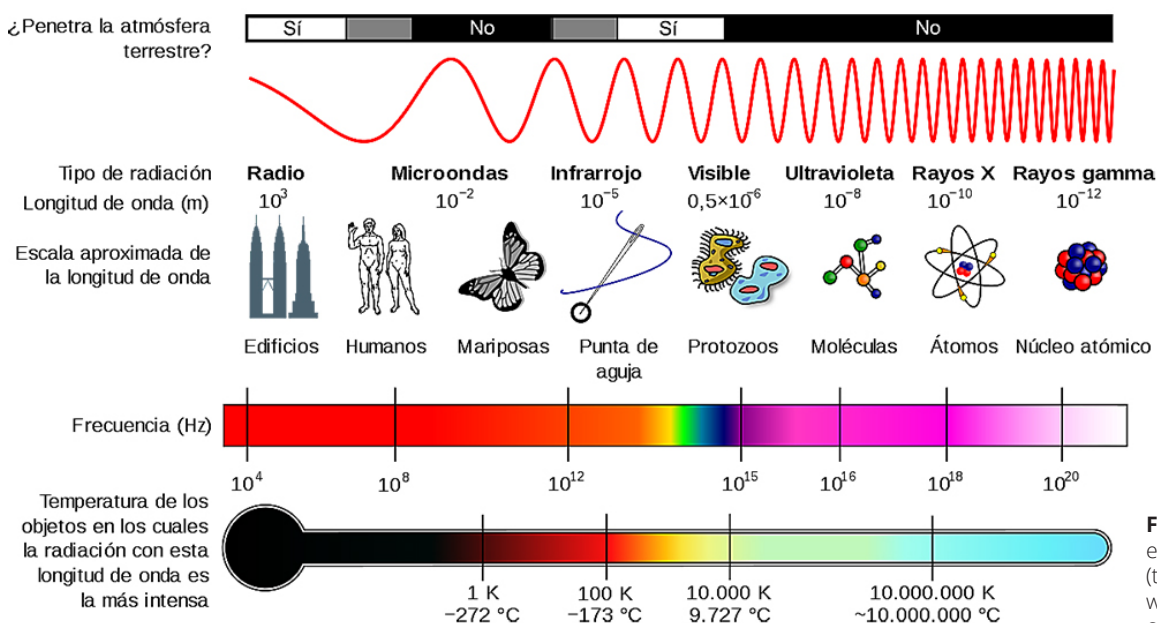 ¿Penetra la atmósfera
terrestre?
Sí No Sí No
Tipo de radiación Radio Microondas Infrarrojo Visible Ultravioleta Rayos X Rayos gamma
Longitud de onda (m) 10³ 10⁻² 10⁻⁵ 0,5×10⁻⁶ 10⁻⁸ 10⁻¹⁰ 10⁻¹²
Escala aproximada de
la longitud de onda
Edificios Humanos Mariposas Punta de Protozoos Moléculas Átomos Núcleo atómico
aguja
Frecuencia (Hz)
10⁴ 10⁸ 10¹² 10¹⁵ 10¹⁶ 10¹⁸ 10²⁰
Temperatura de los
objetos en los cuales
la radiación con esta
longitud de onda es
la más intensa
1 K 100 K 10.000 K 10.000.000 K
−272 °C −173 °C 9.727 °C ~10.000.000 °C